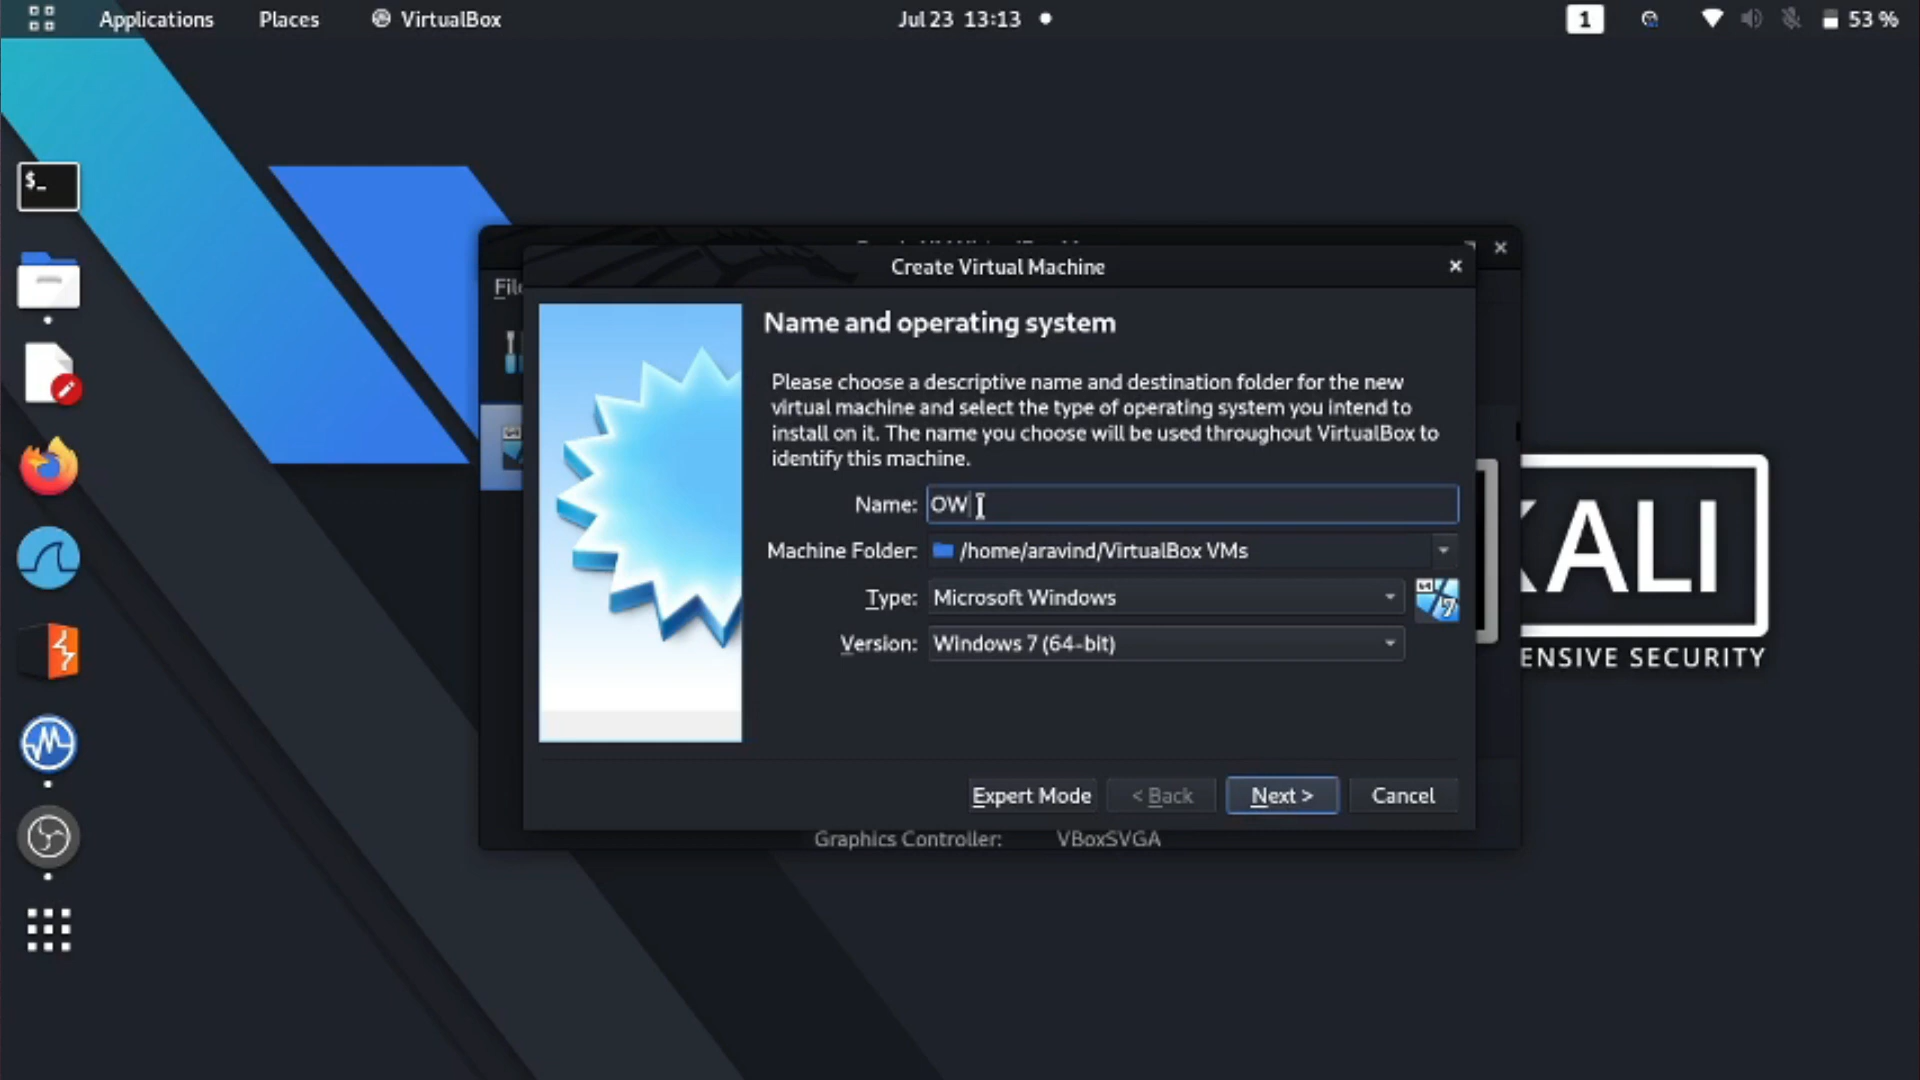 Applications Places VirtualBox Jul 23 13:13 1 53 %
$_
Create Virtual Machine
File
Name and operating system
Please choose a descriptive name and destination folder for the new
virtual machine and select the type of operating system you intend to
install on it. The name you choose will be used throughout VirtualBox to
identify this machine.
Name: OW
Machine Folder: /home/aravind/VirtualBox VMs
Type: Microsoft Windows
64 7
Version: Windows 7 (64-bit)
KALI
ENSIVE SECURITY
Expert Mode < Back Next > Cancel
Graphics Controller: VBoxSVGA